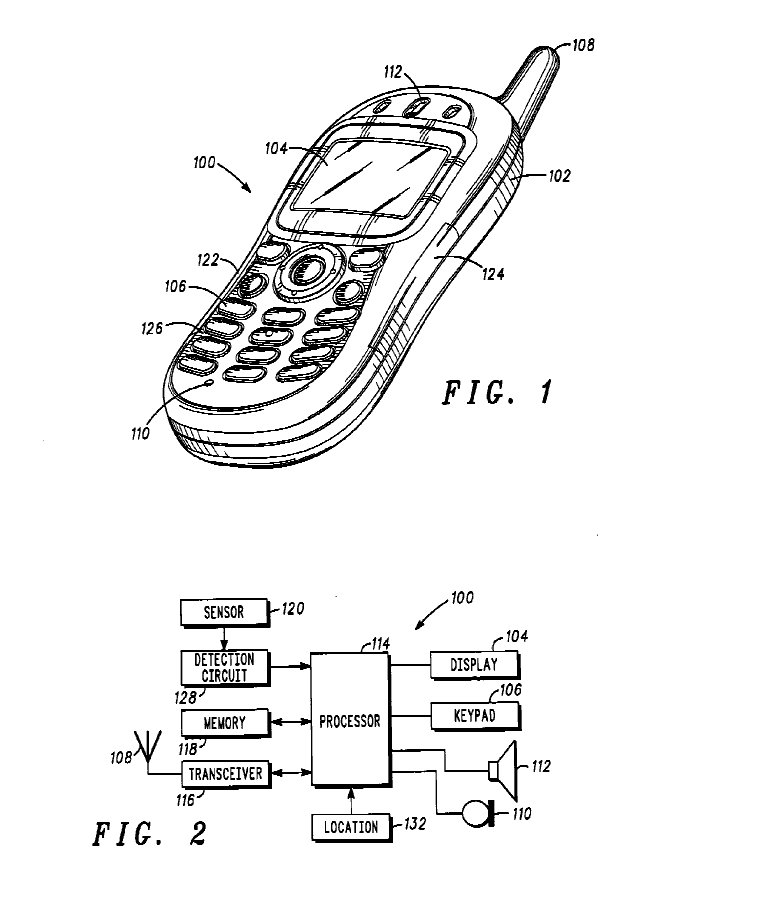 108
112
104
100
102
122
124
106
126
110
FIG. 1
100
SENSOR
120
114
104
DETECTION
CIRCUIT
128
DISPLAY
106
MEMORY
118
PROCESSOR
KEYPAD
108
TRANSCEIVER
116
112
110
LOCATION
132
FIG. 2